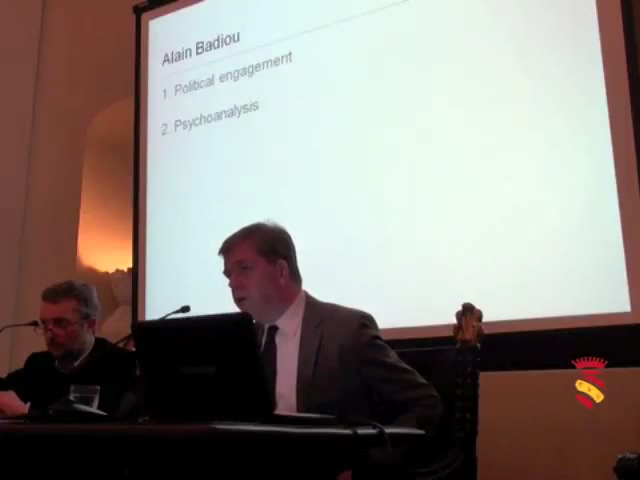 Alain Badiou
1. Political engagement
2. Psychoanalysis